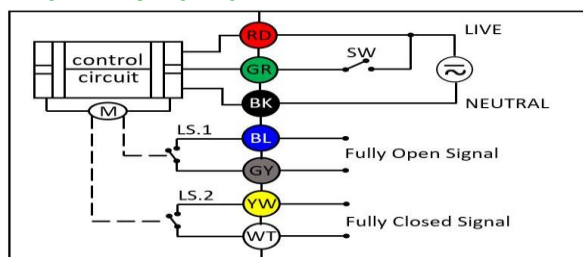 RD
LIVE
control
circuit
GR
SW
BK
NEUTRAL
M
LS.1
BL
Fully Open Signal
GY
LS.2
YW
Fully Closed Signal
WT